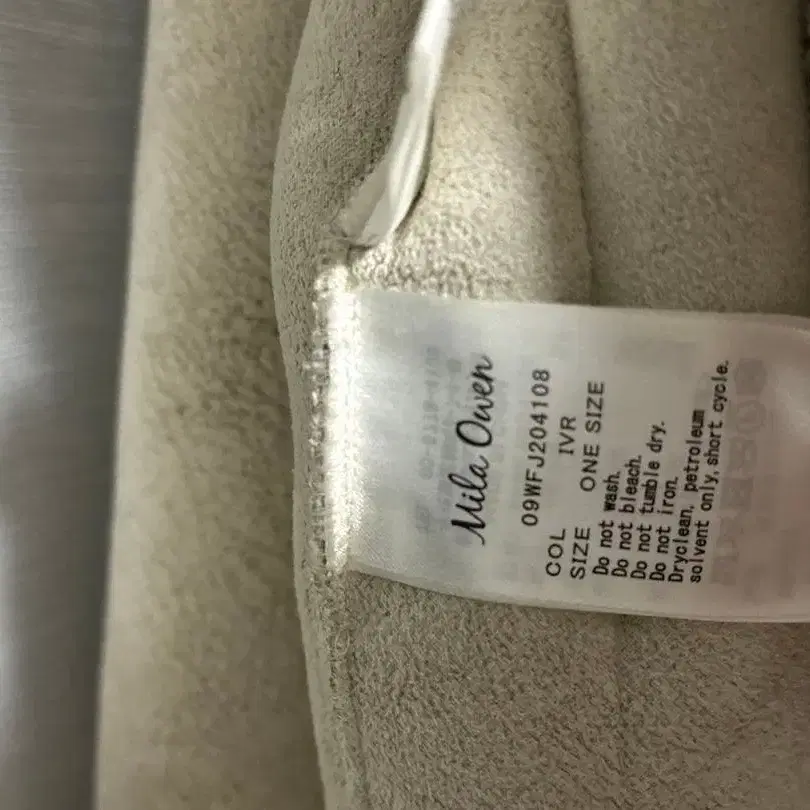 Mila Owen
09WFJ204108
COL IVR
SIZE ONE SIZE
Do not wash.
Do not bleach.
Do not tumble dry.
Do not iron.
Dryclean, petroleum
solvent only, short cycle.